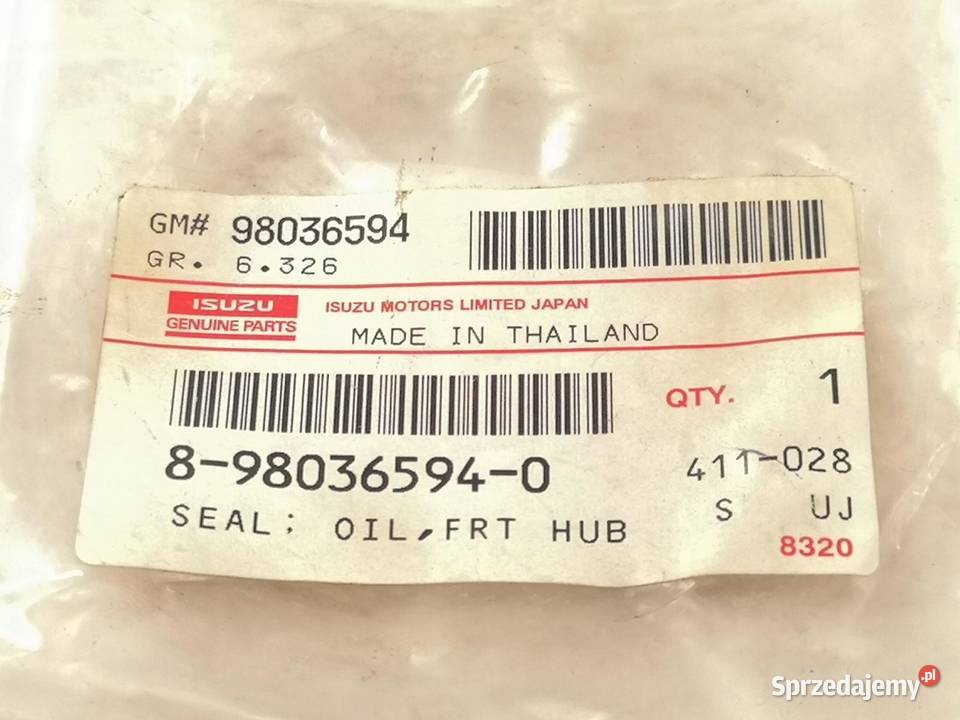 GM# 98036594
GR. 6.326
ISUZU
GENUINE PARTS
ISUZU MOTORS LIMITED JAPAN
MADE IN THAILAND
QTY. 1
8-98036594-0
411-028
SEAL; OIL,FRT HUB
S UJ
8320
Sprzedajemy.pl